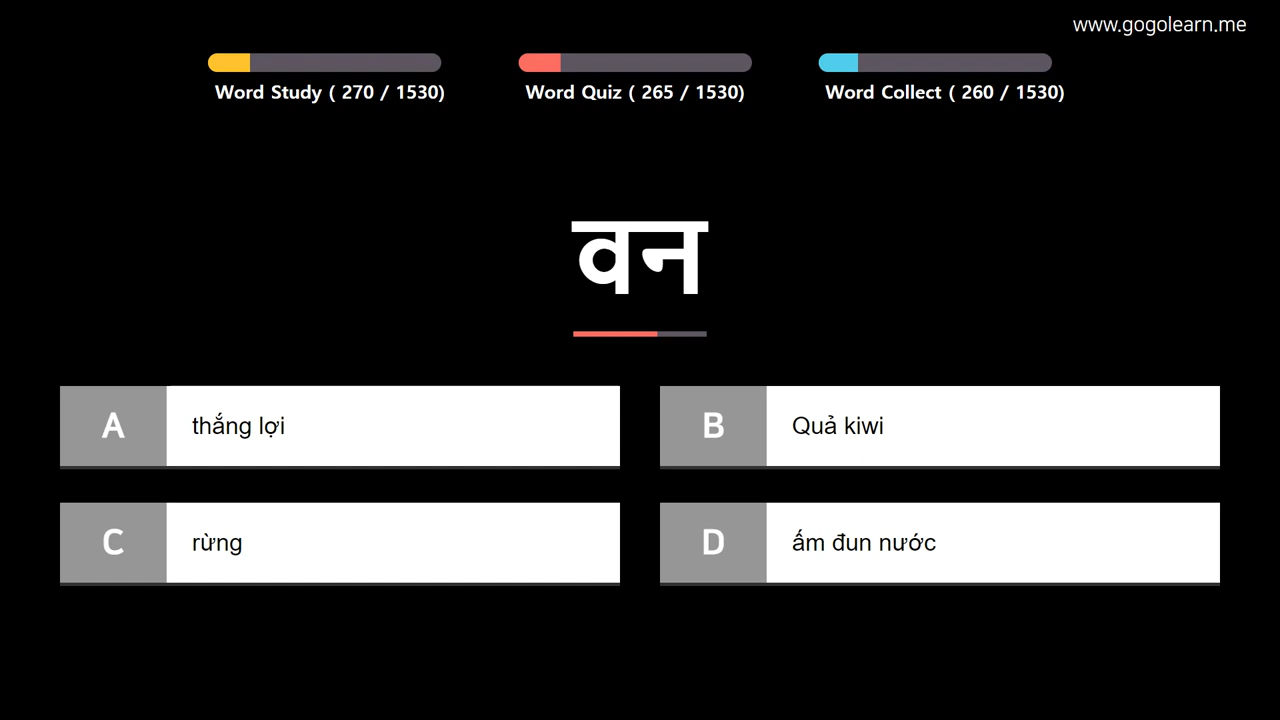 www.gogolearn.me
Word Study ( 270 / 1530)
Word Quiz ( 265 / 1530)
Word Collect ( 260 / 1530)
वन
A thắng lợi
B Quả kiwi
C rừng
D ấm đun nước